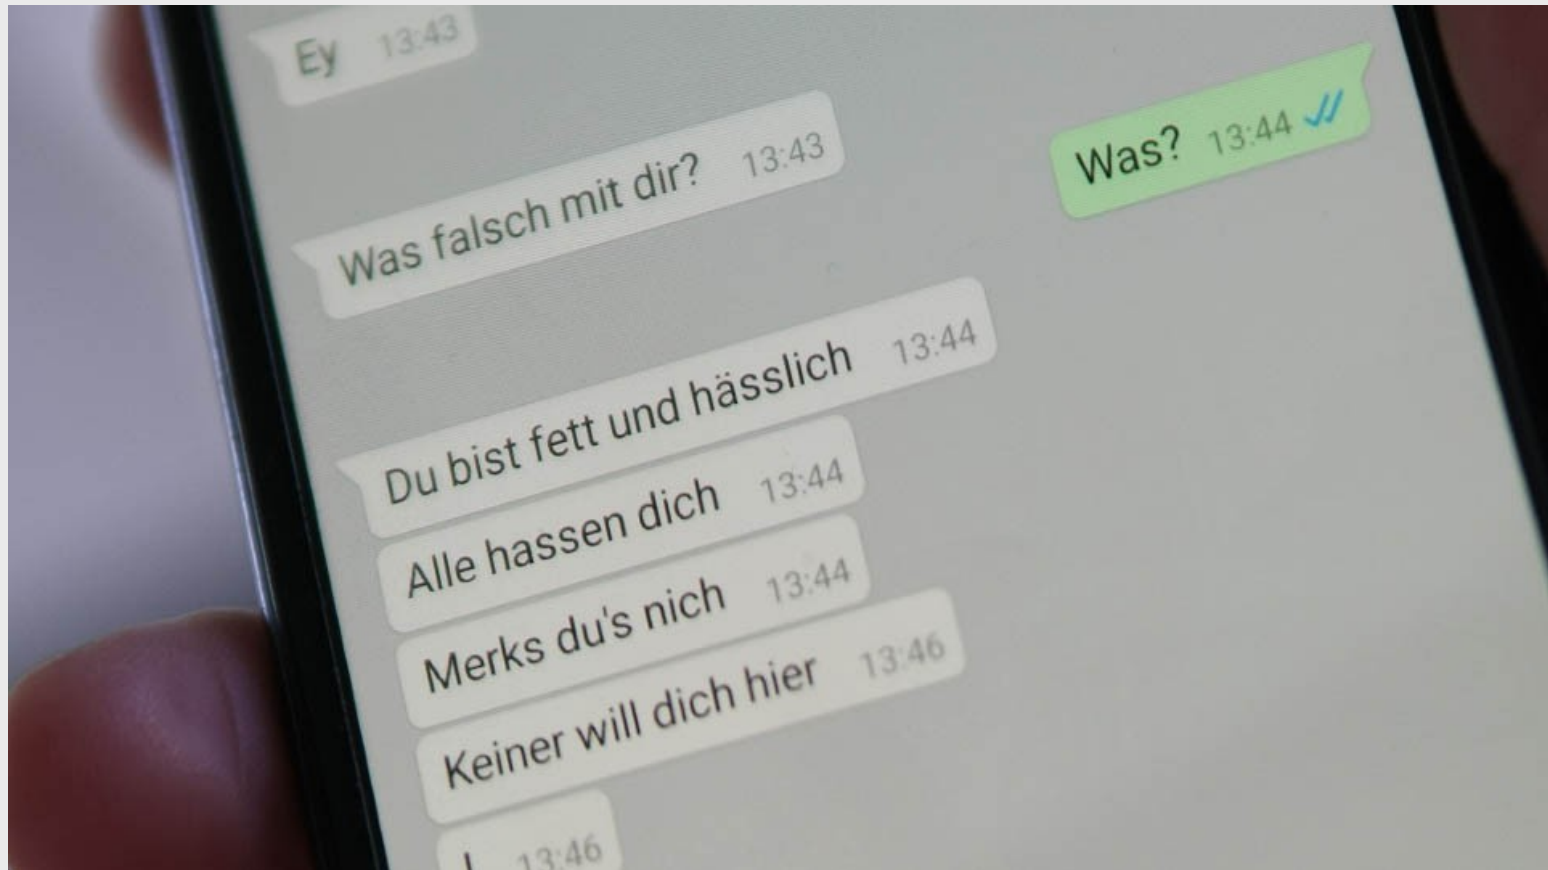 Ey 13:43
Was falsch mit dir? 13:43
Was? 13:44
Du bist fett und hässlich 13:44
Alle hassen dich 13:44
Merks du's nich 13:44
Keiner will dich hier 13:46
13:46